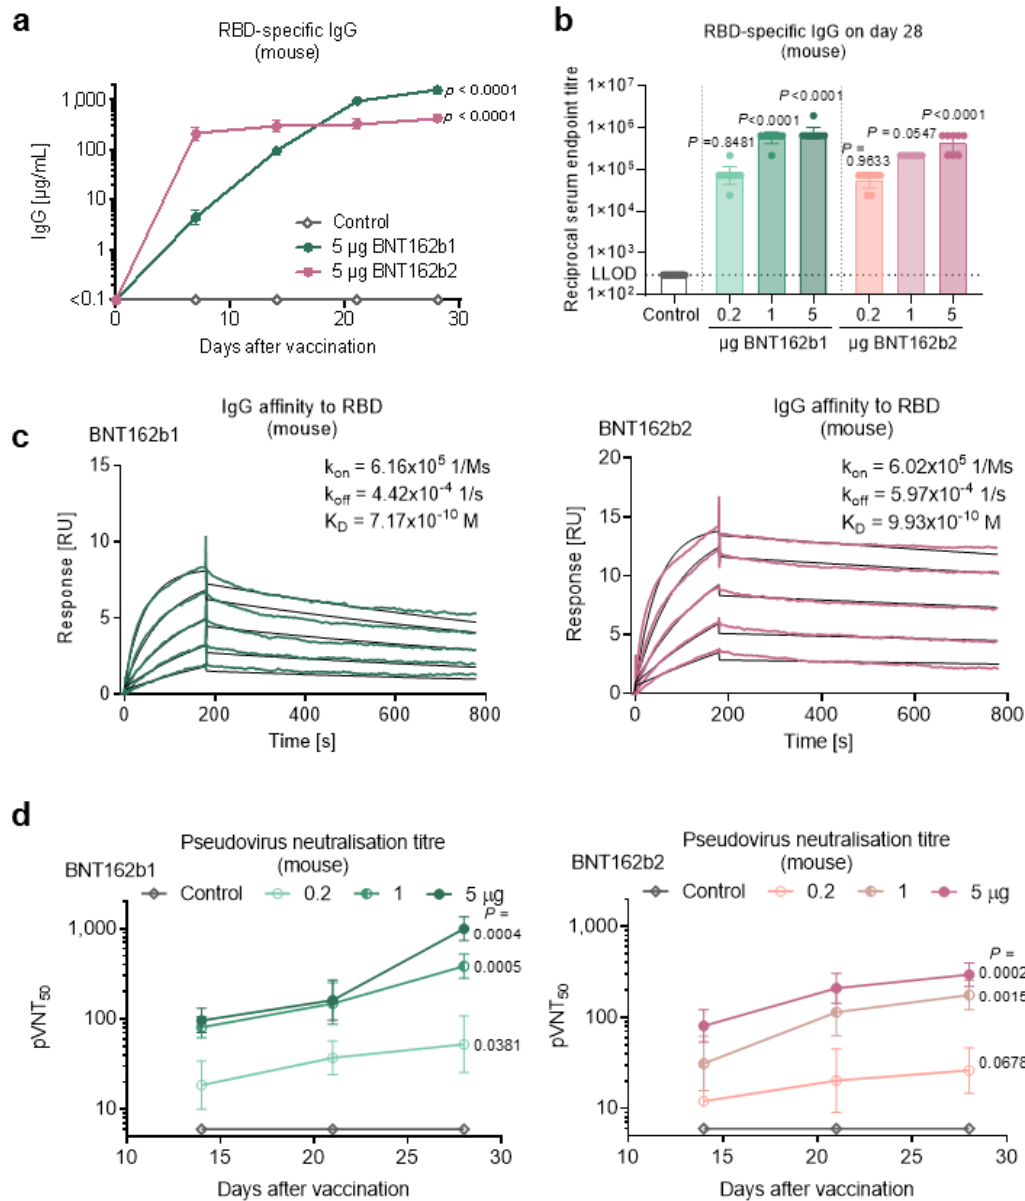 a
RBD-specific IgG
(mouse)
1,000
100
10
1
<0.1
IgG [µg/mL]
p < 0.0001
p < 0.0001
Control
5 µg BNT162b1
5 µg BNT162b2
0
10
20
30
Days after vaccination
b
RBD-specific IgG on day 28
(mouse)
Reciprocal serum endpoint titre
1×10⁷
1×10⁶
1×10⁵
1×10⁴
1×10³
LLOD
1×10²
P =0.8481
P <0.0001
P <0.0001
P =
0.9633
P = 0.0547
P <0.0001
Control
0.2
1
5
0.2
1
5
µg BNT162b1
µg BNT162b2
c
BNT162b1
IgG affinity to RBD
(mouse)
kon = 6.16x10⁵ 1/Ms
koff = 4.42x10⁻⁴ 1/s
KD = 7.17x10⁻¹⁰ M
Response [RU]
15
10
5
0
0
200
400
600
800
Time [s]
BNT162b2
IgG affinity to RBD
(mouse)
kon = 6.02x10⁵ 1/Ms
koff = 5.97x10⁻⁴ 1/s
KD = 9.93x10⁻¹⁰ M
Response [RU]
20
15
10
5
0
0
200
400
600
800
Time [s]
d
Pseudovirus neutralisation titre
(mouse)
BNT162b1
Control
0.2
1
5 µg
P =
0.0004
0.0005
0.0381
pVNT₅₀
1,000
100
10
10
15
20
25
30
Days after vaccination
Pseudovirus neutralisation titre
(mouse)
BNT162b2
Control
0.2
1
5 µg
P =
0.0002
0.0015
0.0678
pVNT₅₀
1,000
100
10
10
15
20
25
30
Days after vaccination